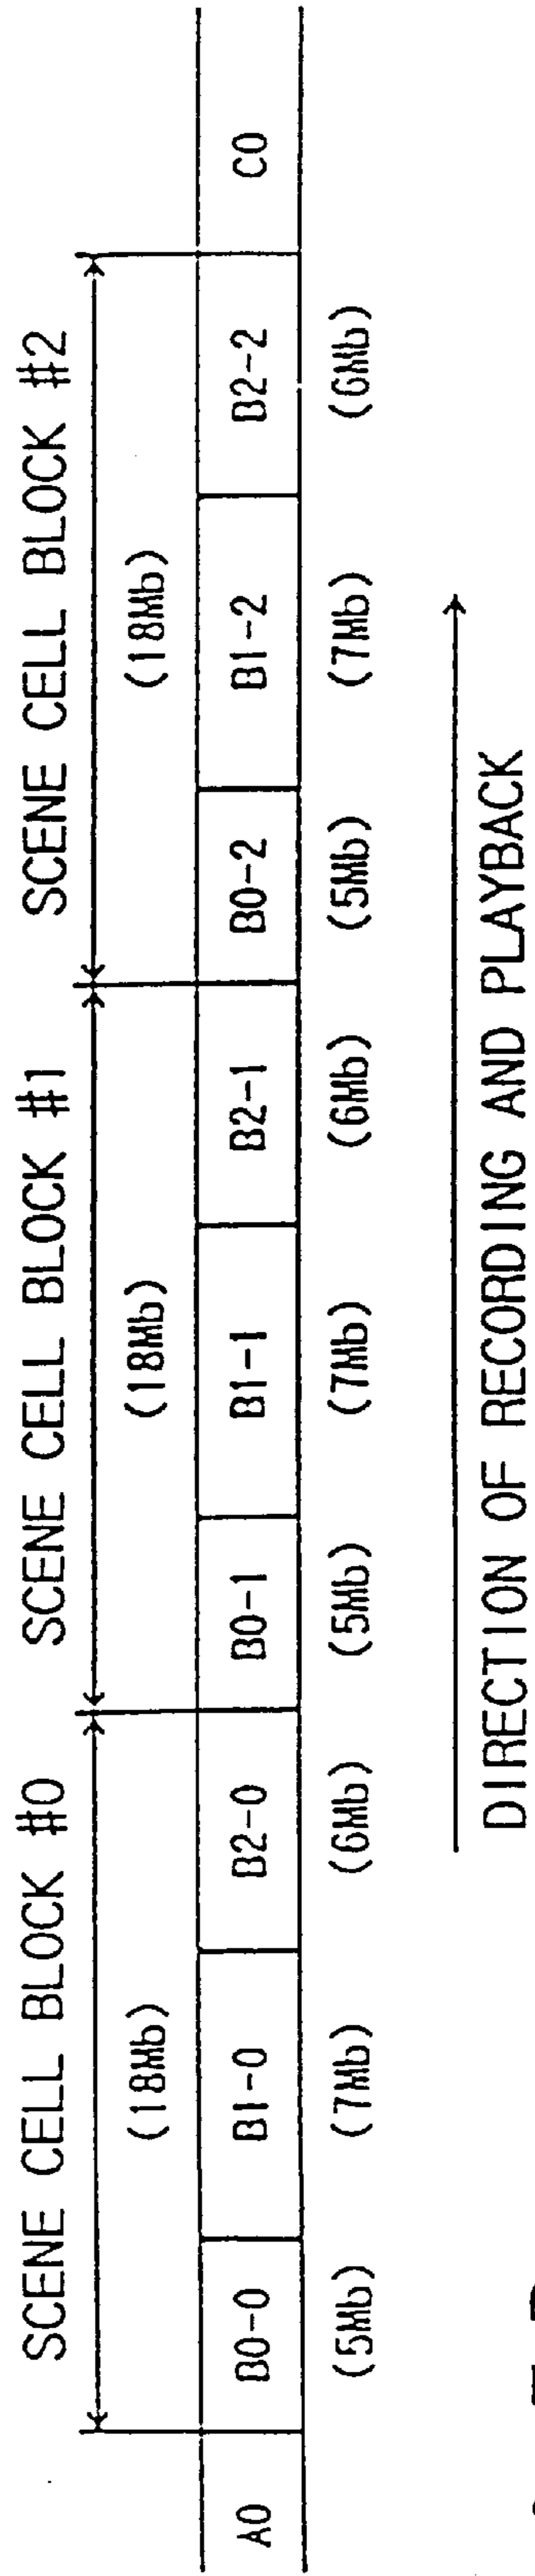 SCENE CELL BLOCK #0 SCENE CELL BLOCK #1 SCENE CELL BLOCK #2
(18Mb) (18Mb) (18Mb)
A0 B0-0 B1-0 B2-0 B0-1 B1-1 B2-1 B0-2 B1-2 B2-2 C0
(5Mb) (7Mb) (6Mb) (5Mb) (7Mb) (6Mb) (5Mb) (7Mb) (6Mb)
DIRECTION OF RECORDING AND PLAYBACK